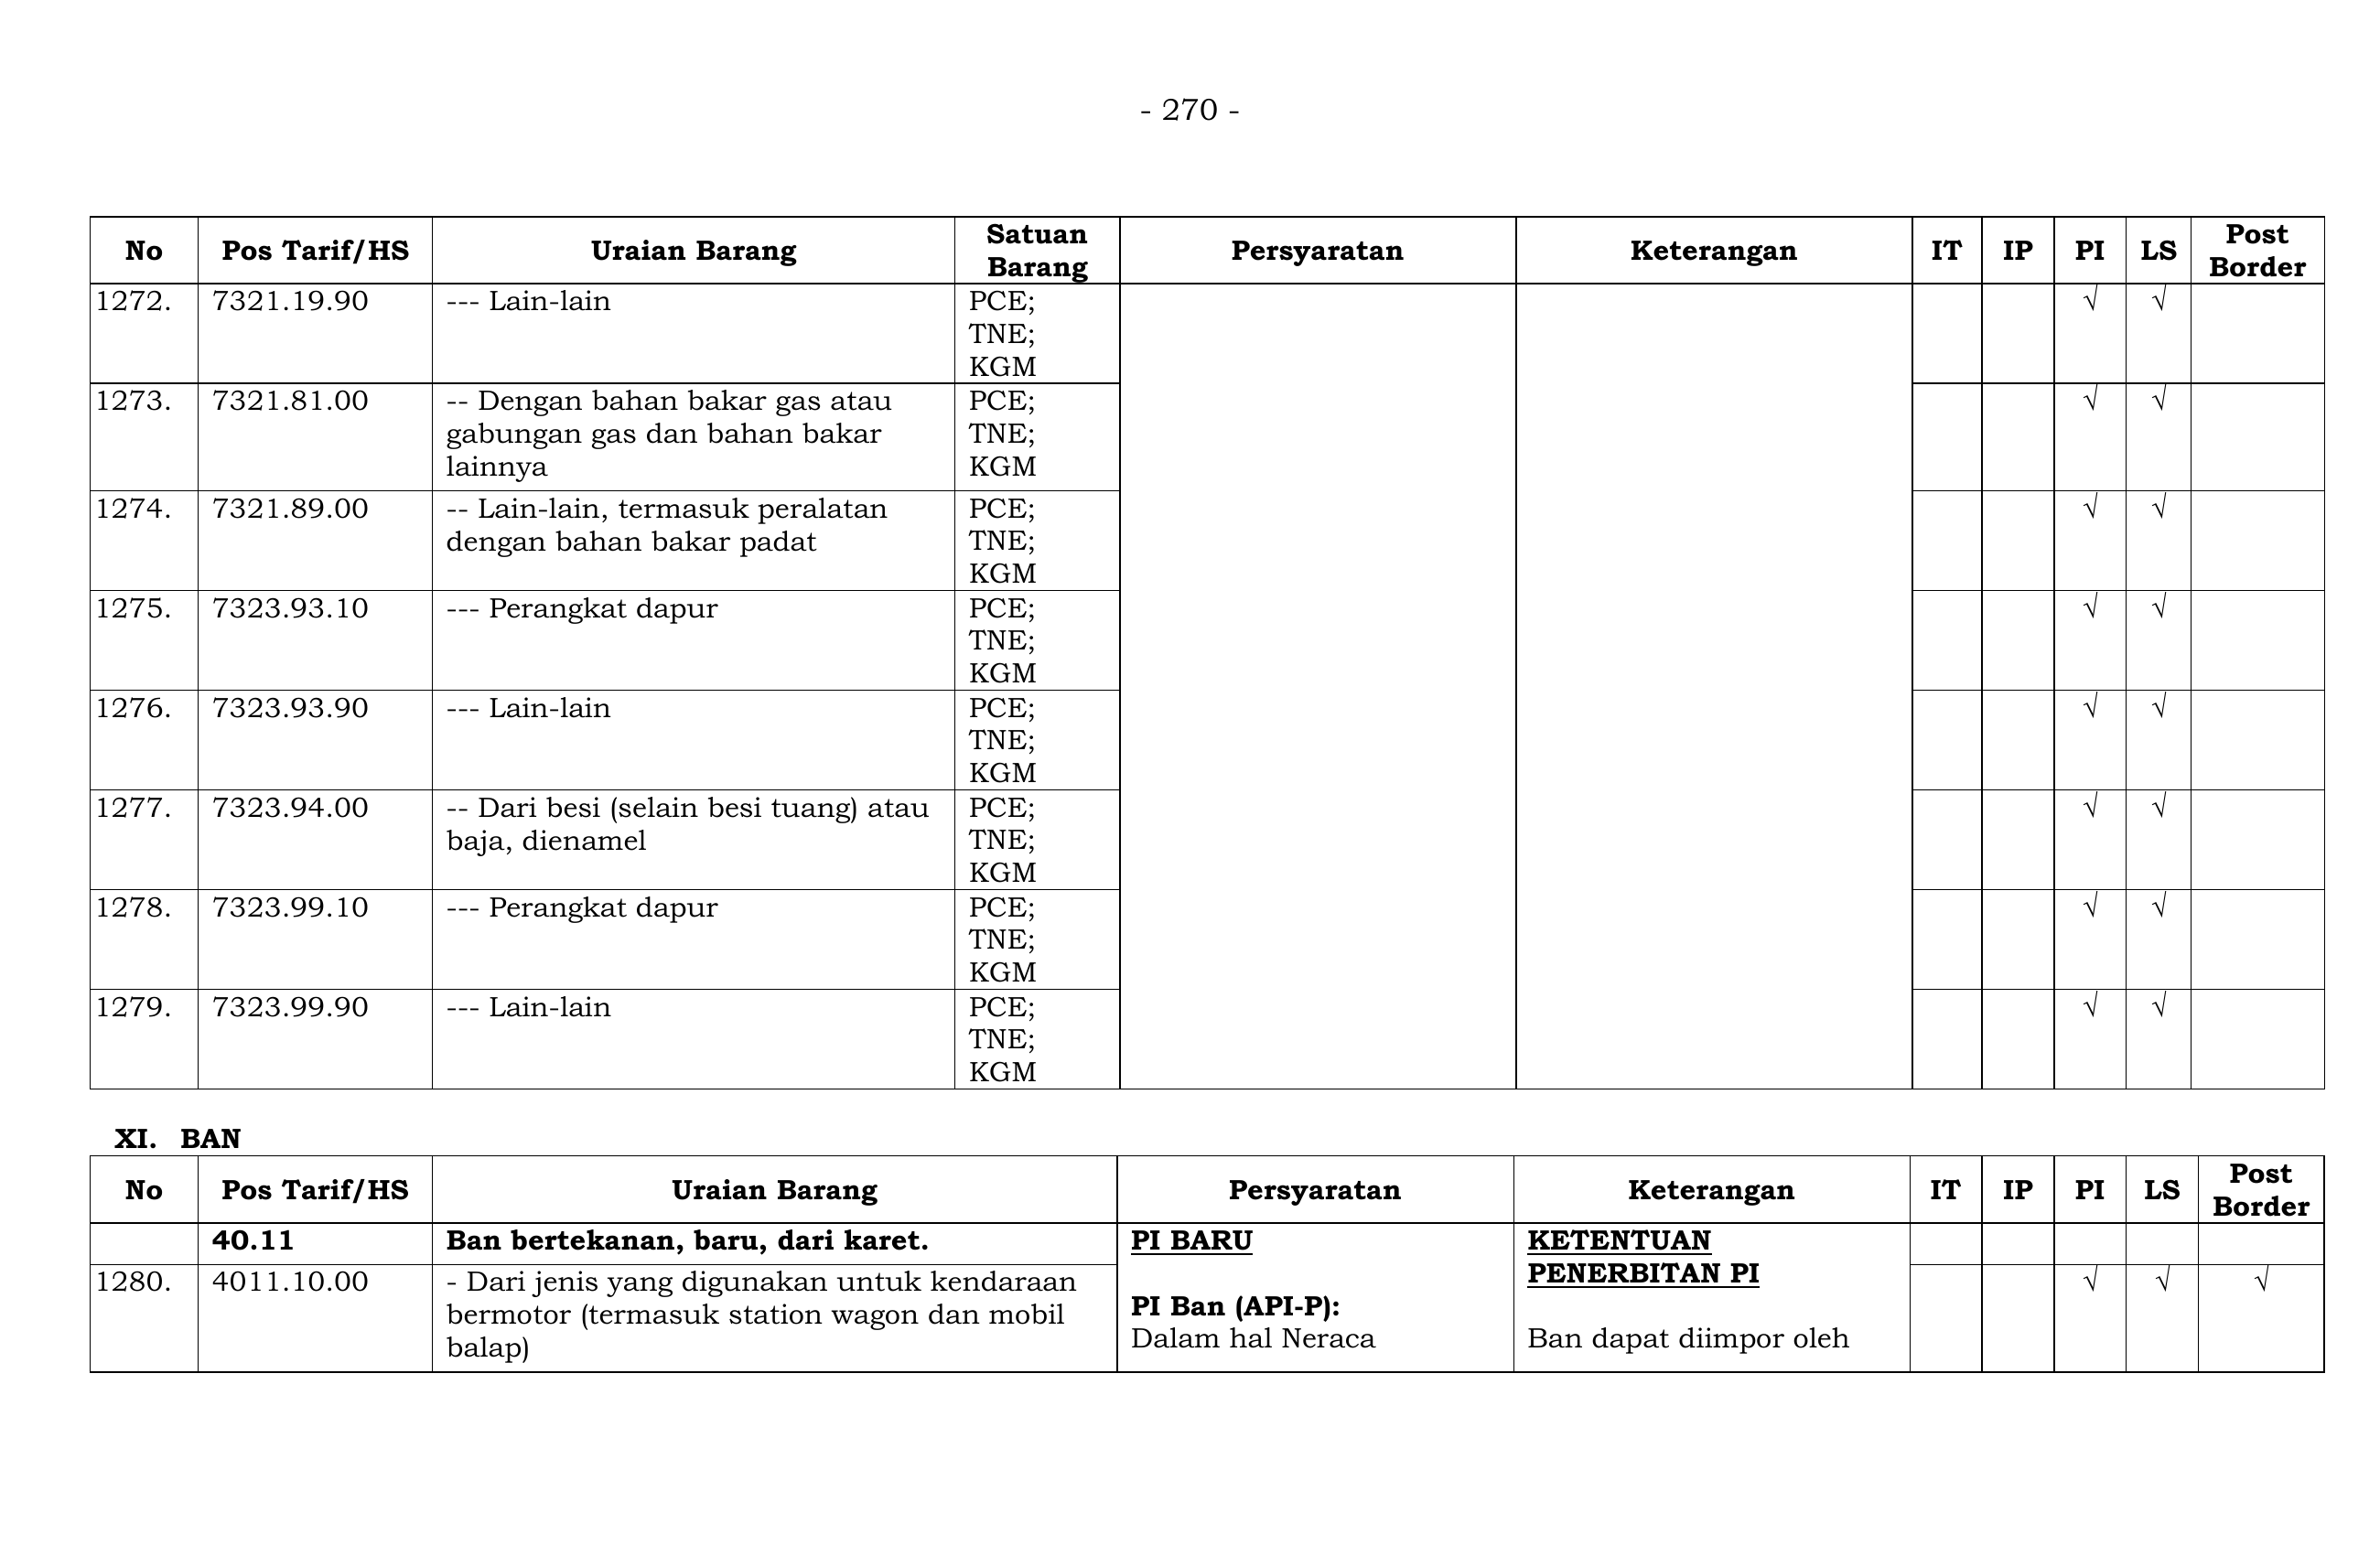 - 270 -
No Pos Tarif/HS Uraian Barang Satuan Barang Persyaratan Keterangan IT IP PI LS Post Border
1272. 7321.19.90 --- Lain-lain PCE; √ √
TNE;
KGM
1273. 7321.81.00 -- Dengan bahan bakar gas atau PCE; √ √
gabungan gas dan bahan bakar TNE;
lainnya KGM
1274. 7321.89.00 -- Lain-lain, termasuk peralatan PCE; √ √
dengan bahan bakar padat TNE;
KGM
1275. 7323.93.10 --- Perangkat dapur PCE; √ √
TNE;
KGM
1276. 7323.93.90 --- Lain-lain PCE; √ √
TNE;
KGM
1277. 7323.94.00 -- Dari besi (selain besi tuang) atau PCE; √ √
baja, dienamel TNE;
KGM
1278. 7323.99.10 --- Perangkat dapur PCE; √ √
TNE;
KGM
1279. 7323.99.90 --- Lain-lain PCE; √ √
TNE;
KGM
XI. BAN
No Pos Tarif/HS Uraian Barang Persyaratan Keterangan IT IP PI LS Post Border
40.11 Ban bertekanan, baru, dari karet. PI BARU KETENTUAN
PENERBITAN PI
1280. 4011.10.00 - Dari jenis yang digunakan untuk kendaraan √ √ √
bermotor (termasuk station wagon dan mobil PI Ban (API-P):
balap) Dalam hal Neraca Ban dapat diimpor oleh